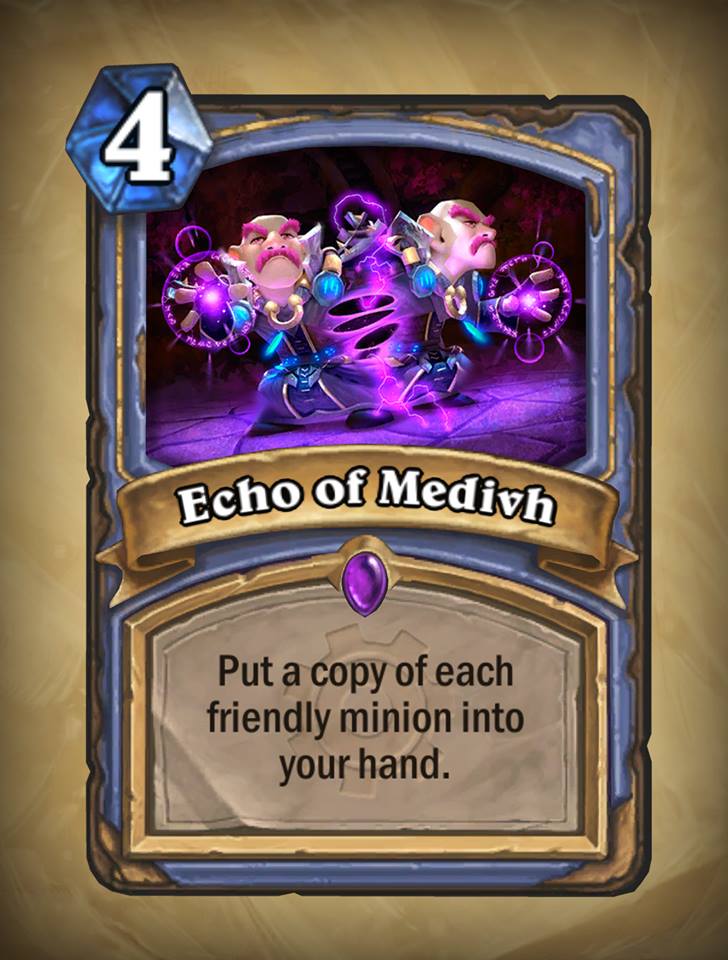 4
Echo of Medivh
Put a copy of each
friendly minion into
your hand.